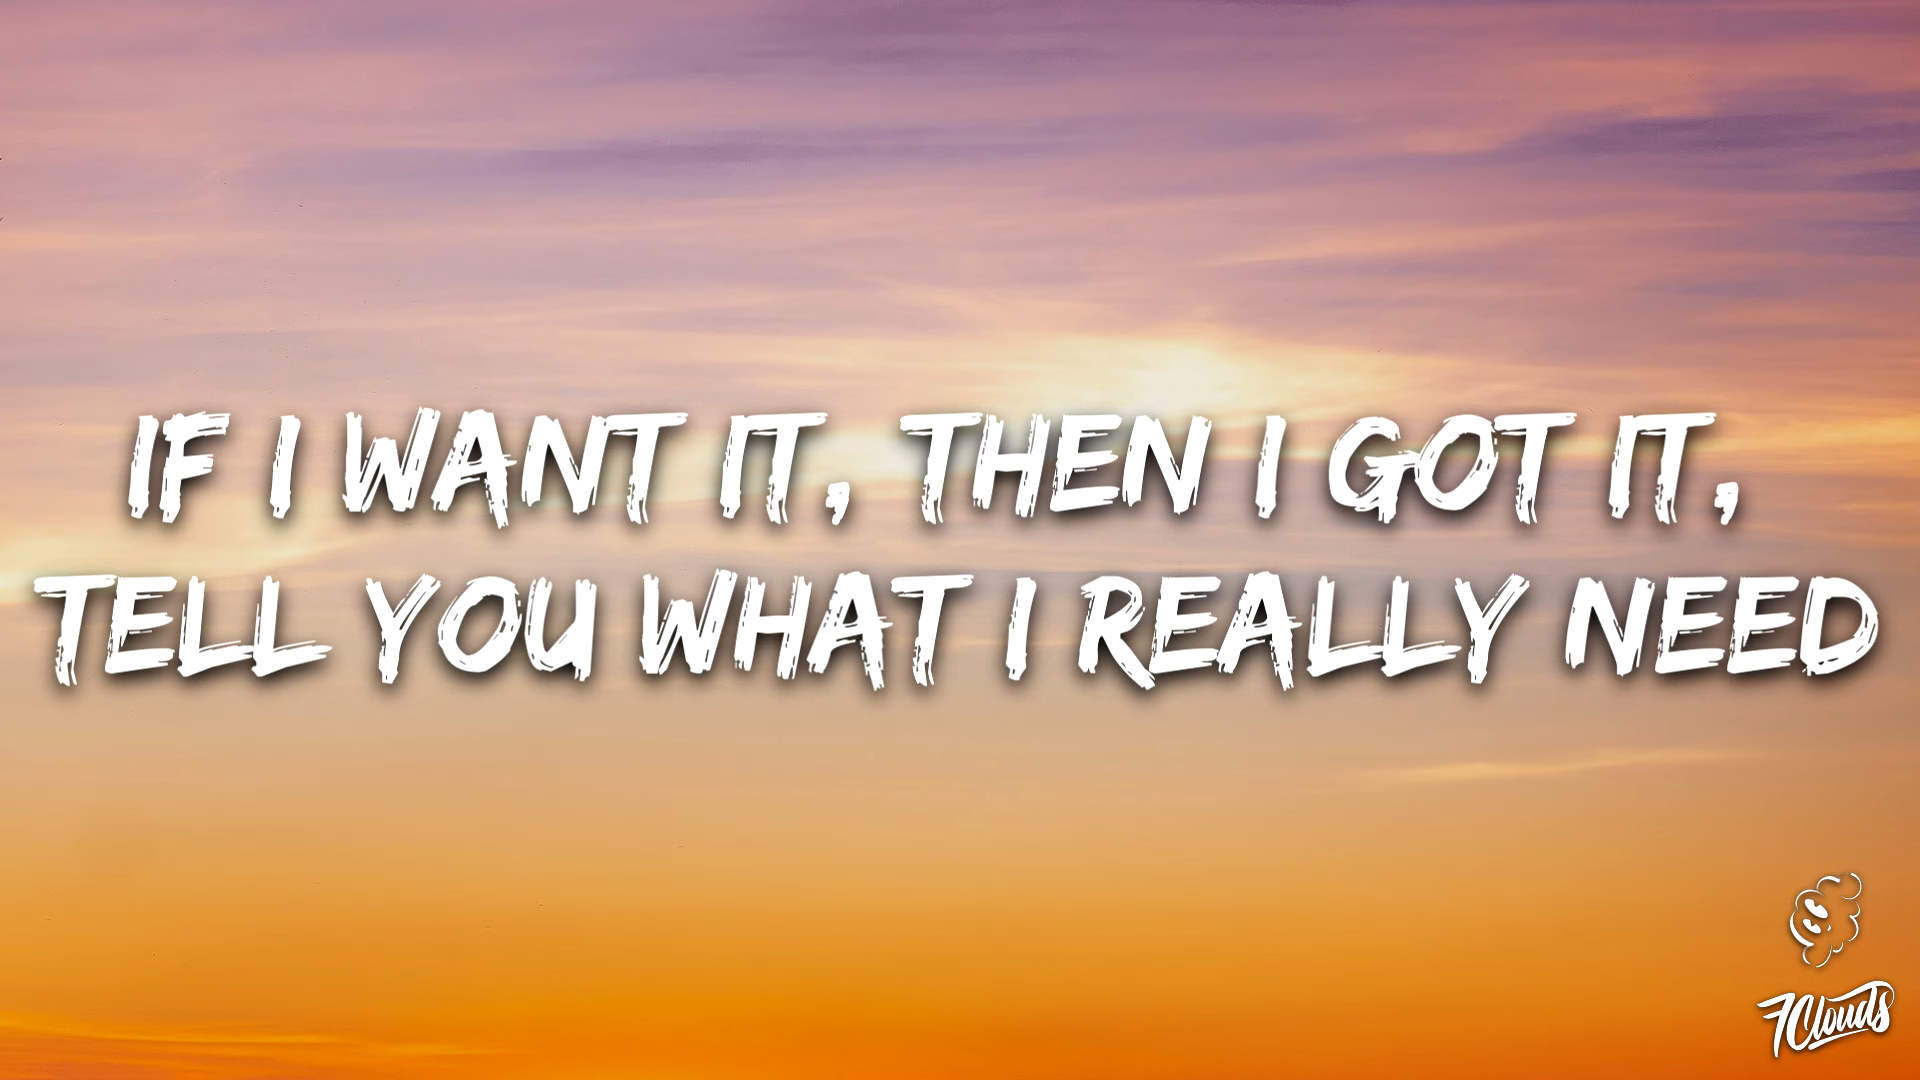 IF I WANT IT, THEN I GOT IT,
TELL YOU WHAT I REALLY NEED
7Clouds